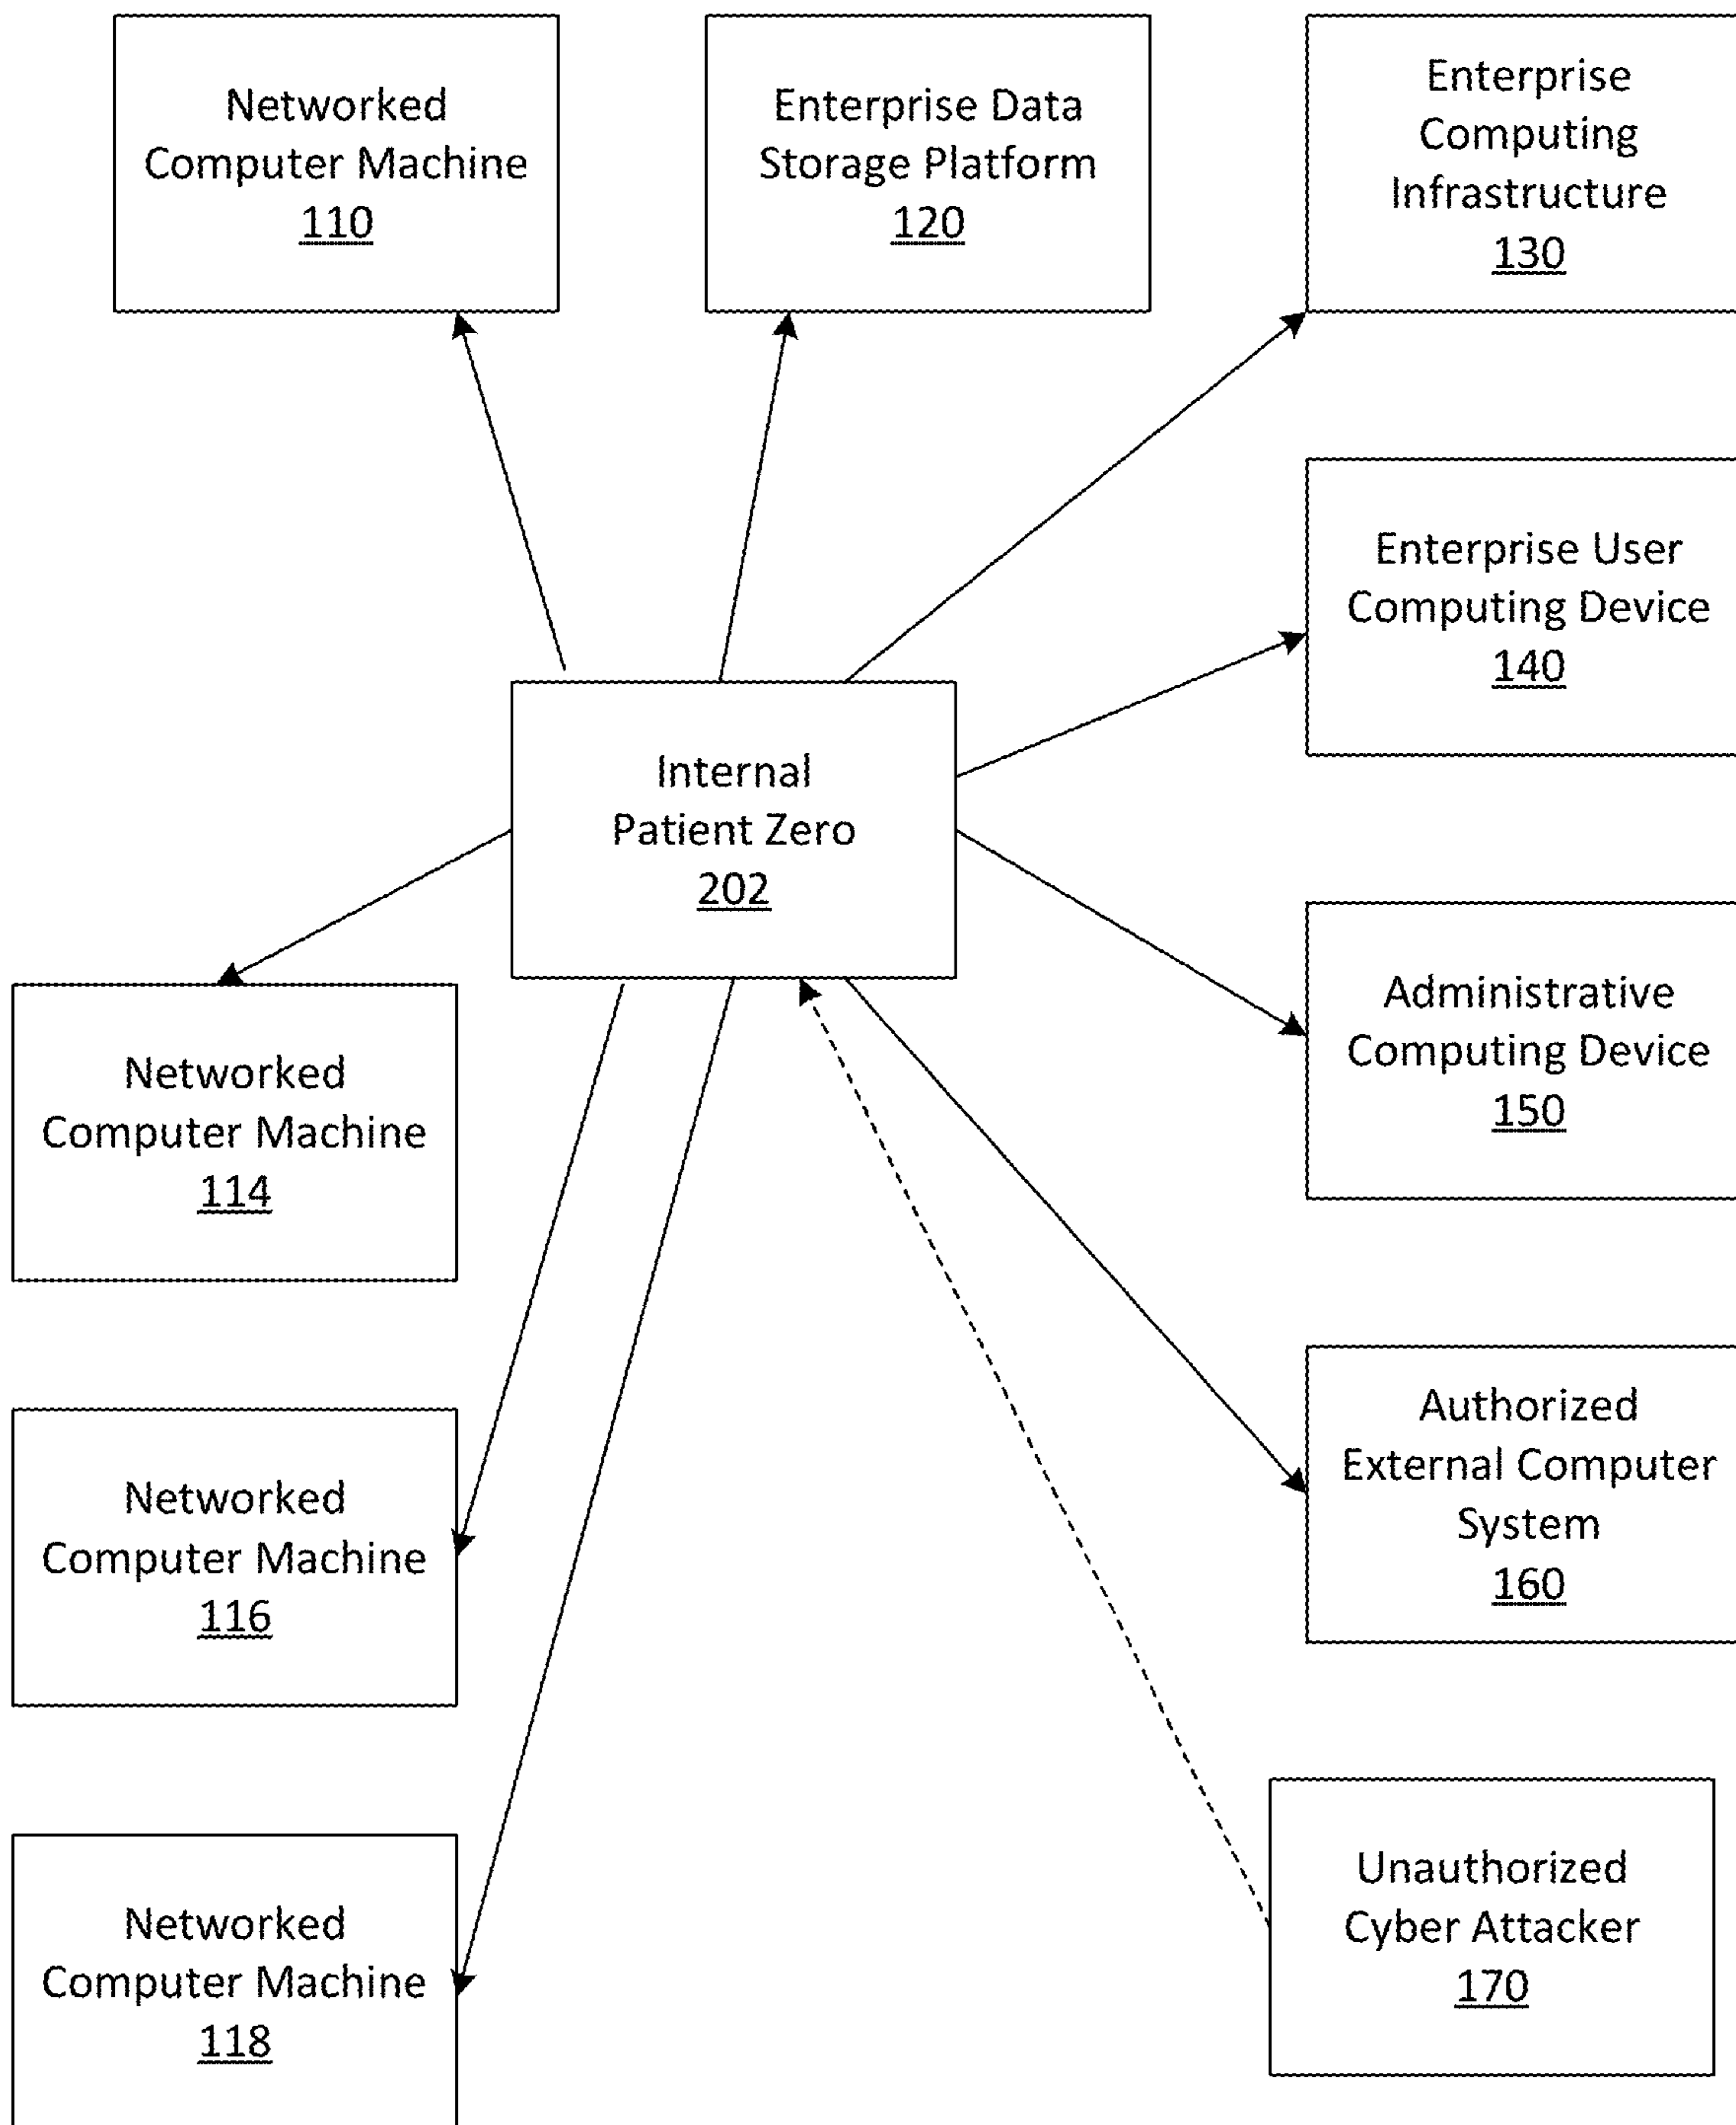 Networked
Computer Machine
110
Enterprise Data
Storage Platform
120
Enterprise
Computing
Infrastructure
130
Enterprise User
Computing Device
140
Internal
Patient Zero
202
Administrative
Computing Device
150
Networked
Computer Machine
114
Authorized
External Computer
System
160
Networked
Computer Machine
116
Unauthorized
Cyber Attacker
170
Networked
Computer Machine
118